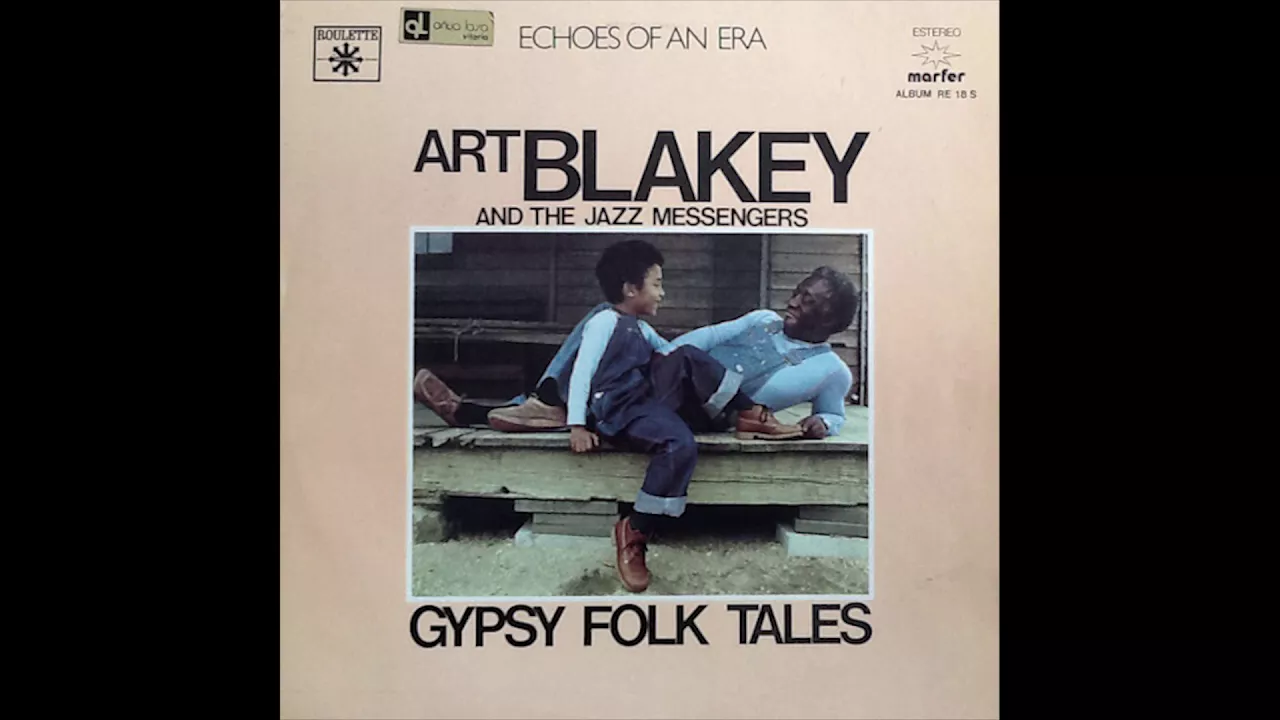 ROULETTE
vitoria
ECHOES OF AN ERA
ESTEREO
marfer
ALBUM RE 18 S
ART BLAKEY
AND THE JAZZ MESSENGERS
GYPSY FOLK TALES